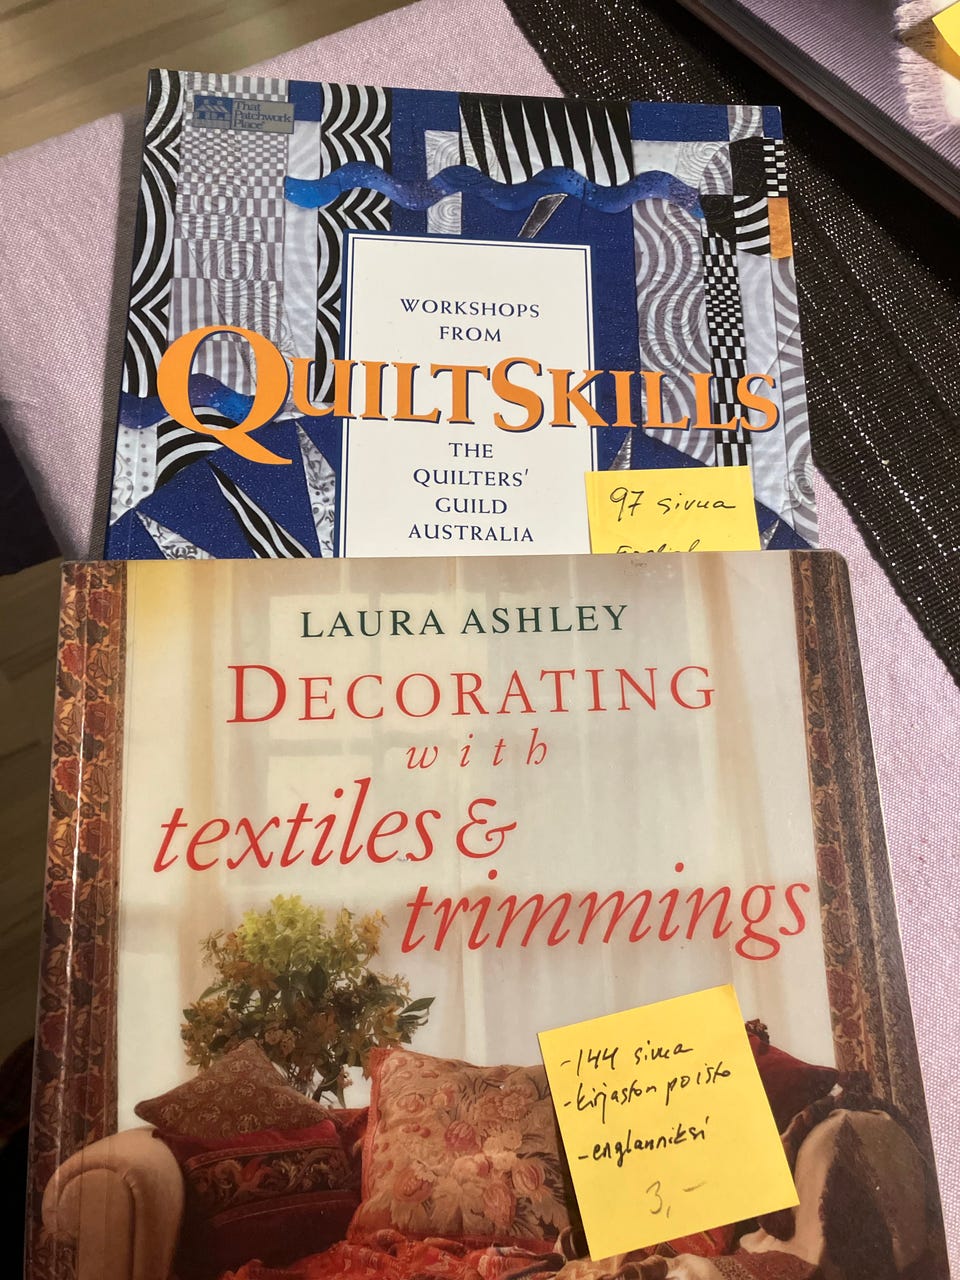 That
Patchwork
Place®
WORKSHOPS
FROM
QUILTSKILLS
THE
QUILTERS'
GUILD
AUSTRALIA
97 sivua
LAURA ASHLEY
DECORATING
with
textiles &
trimmings
-144 sivua
-kirjaston poisto
-englanniksi
3,-